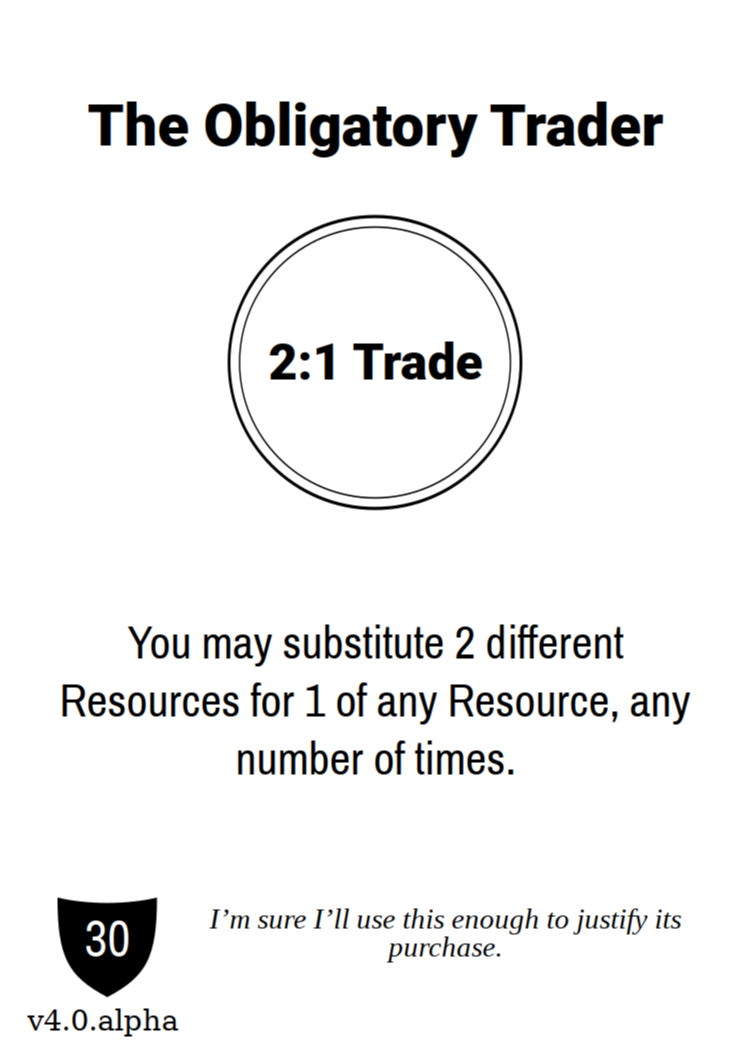 The Obligatory Trader
2:1 Trade
You may substitute 2 different
Resources for 1 of any Resource, any
number of times.
30
I’m sure I’ll use this enough to justify its
purchase.
v4.0.alpha